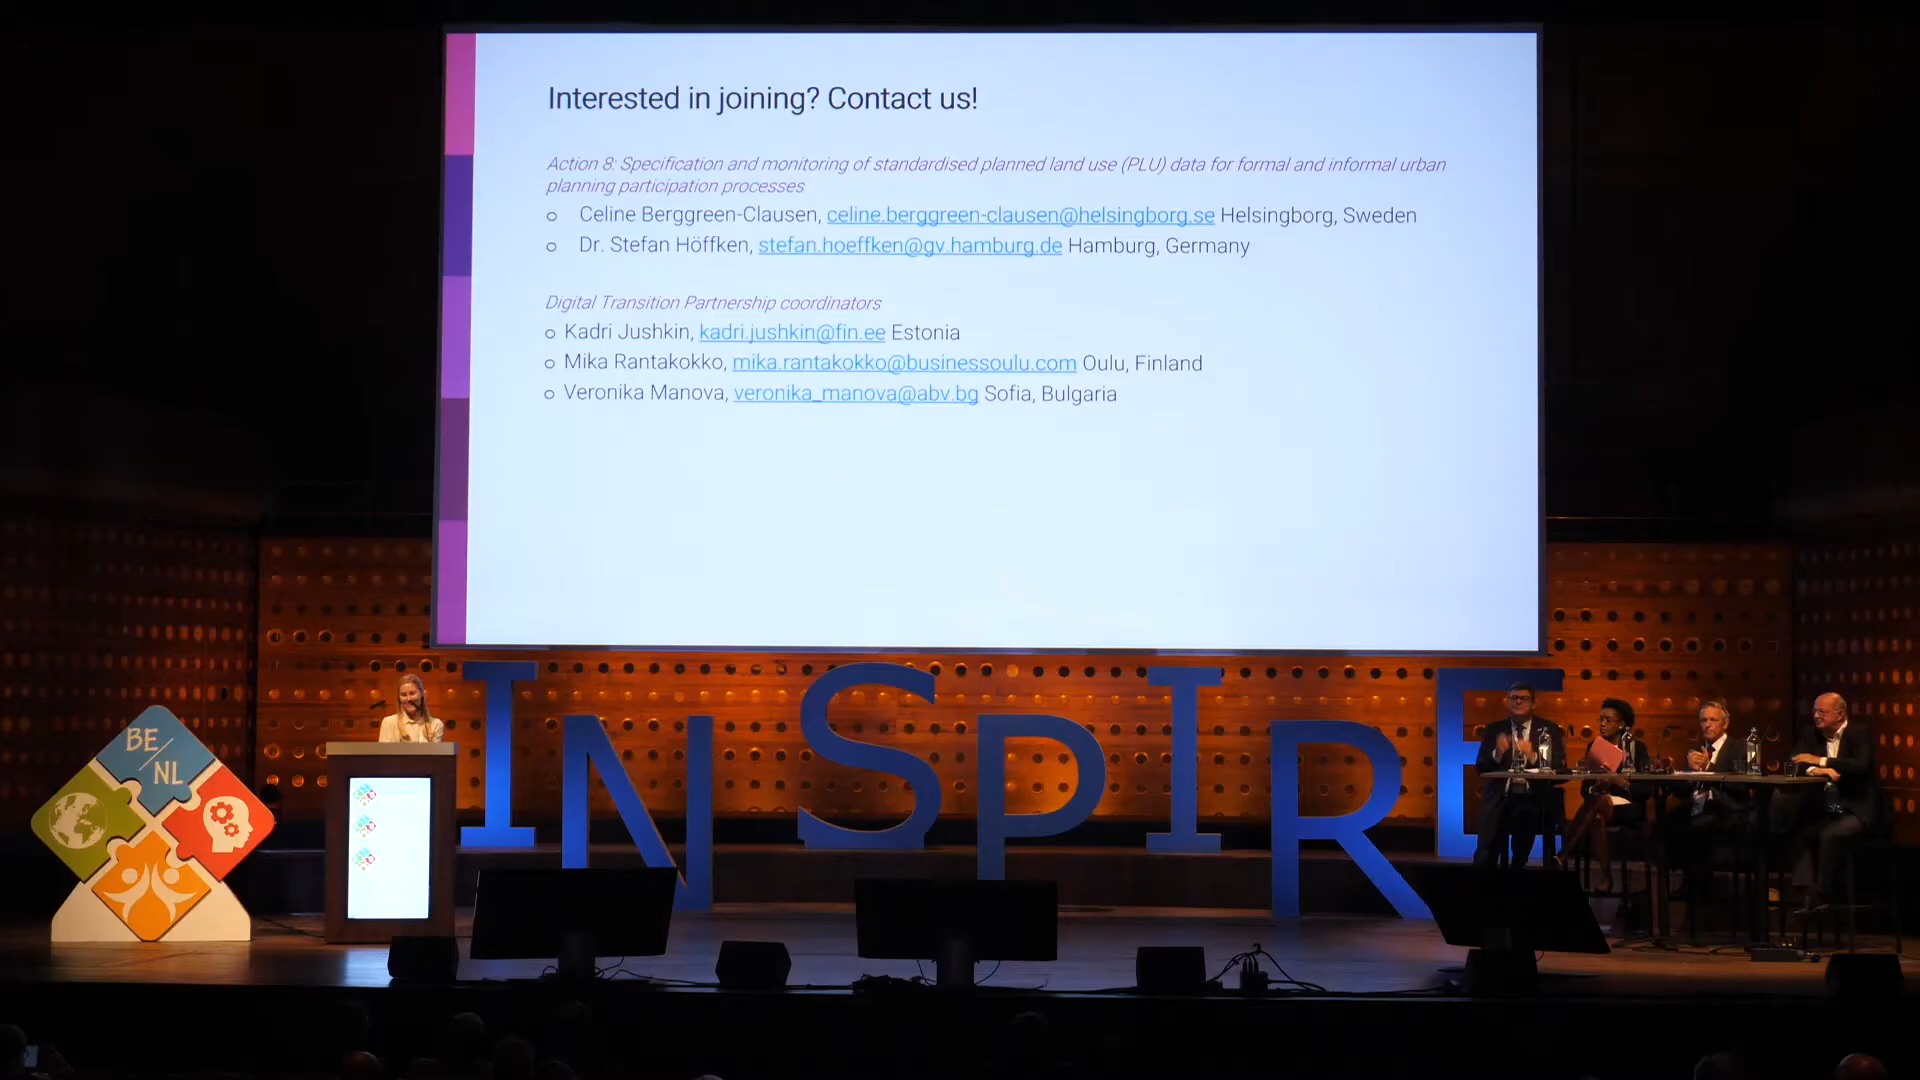 Interested in joining? Contact us!
Action 8: Specification and monitoring of standardised planned land use (PLU) data for formal and informal urban
planning participation processes
o Celine Berggreen-Clausen, celine.berggreen-clausen@helsingborg.se Helsingborg, Sweden
o Dr. Stefan Höffken, stefan.hoeffken@gv.hamburg.de Hamburg, Germany
Digital Transition Partnership coordinators
o Kadri Jushkin, kadri.jushkin@fin.ee Estonia
o Mika Rantakokko, mika.rantakokko@businessoulu.com Oulu, Finland
o Veronika Manova, veronika_manova@abv.bg Sofia, Bulgaria
INSPIRE
BE/
NL